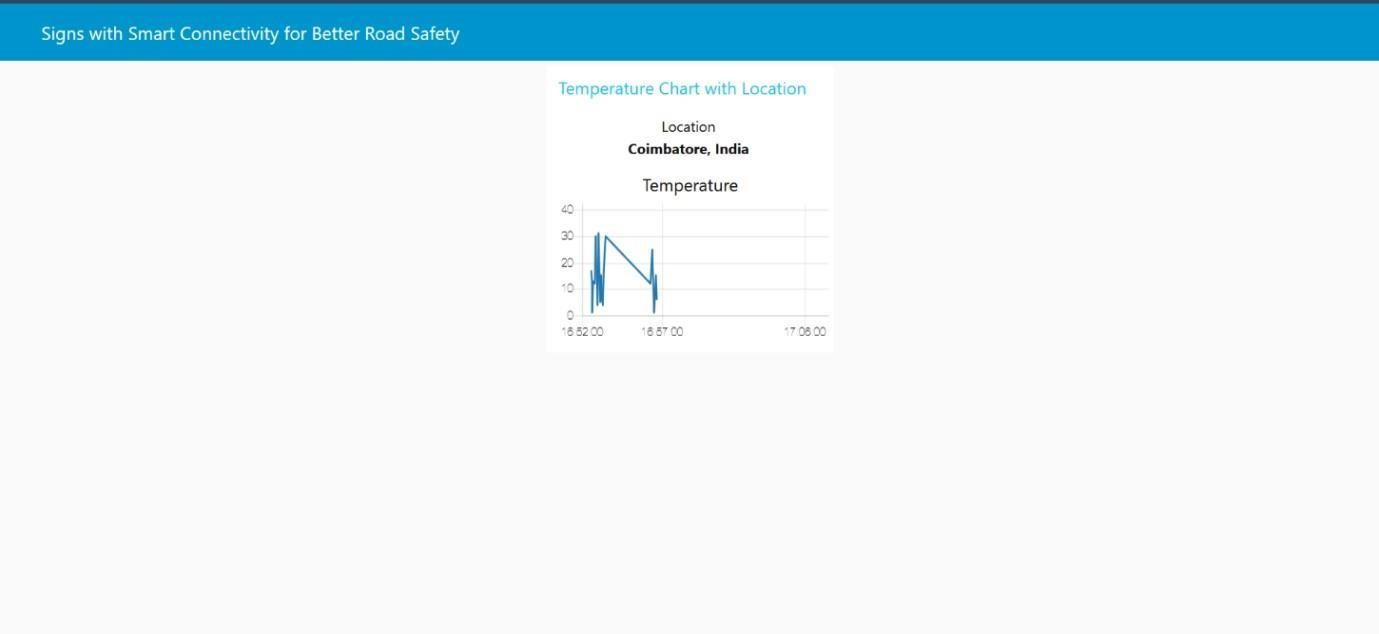 Signs with Smart Connectivity for Better Road Safety
Temperature Chart with Location
Location
Coimbatore, India
Temperature
40
30
20
10
0
16:52:00
16:57:00
17:06:00